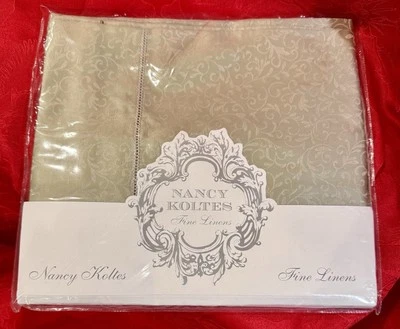 NANCY
KOLTES
Fine Linens
Nancy Koltes
Fine Linens